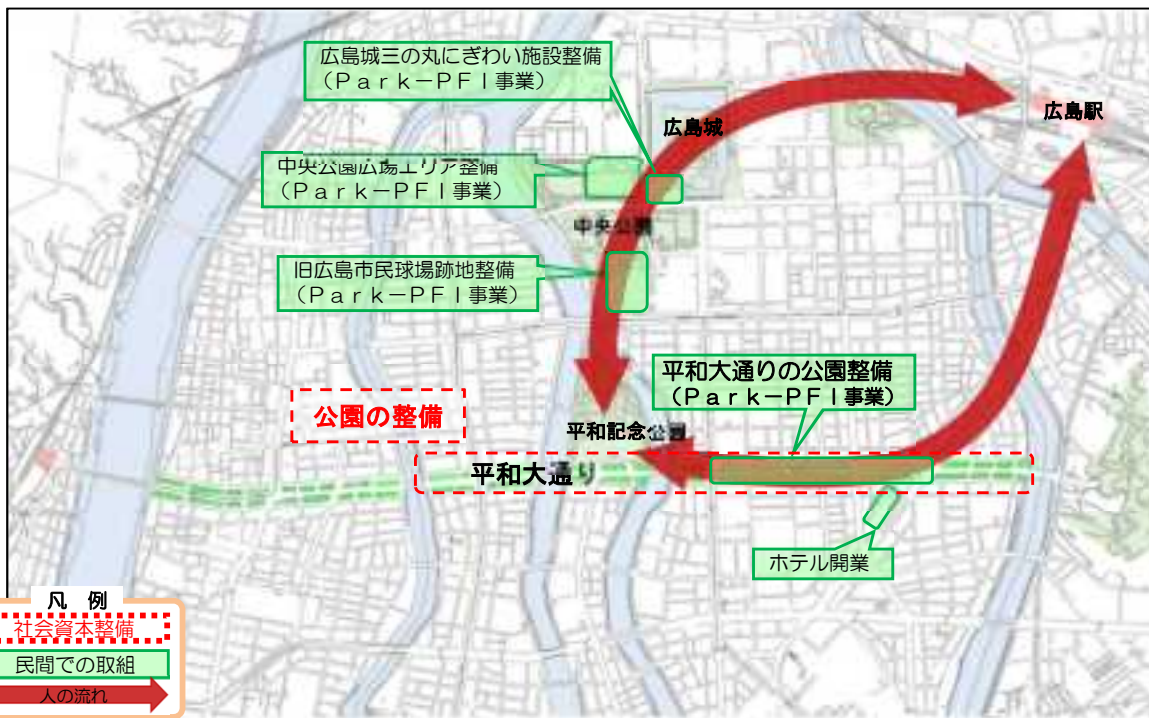 広島城三の丸にぎわい施設整備
（Ｐａｒｋ－ＰＦＩ事業）
広島城
広島駅
中央公園広場エリア整備
（Ｐａｒｋ－ＰＦＩ事業）
中央公園
旧広島市民球場跡地整備
（Ｐａｒｋ－ＰＦＩ事業）
平和大通りの公園整備
（Ｐａｒｋ－ＰＦＩ事業）
公園の整備
平和記念公園
平和大通り
ホテル開業
凡 例
社会資本整備
民間での取組
人の流れ